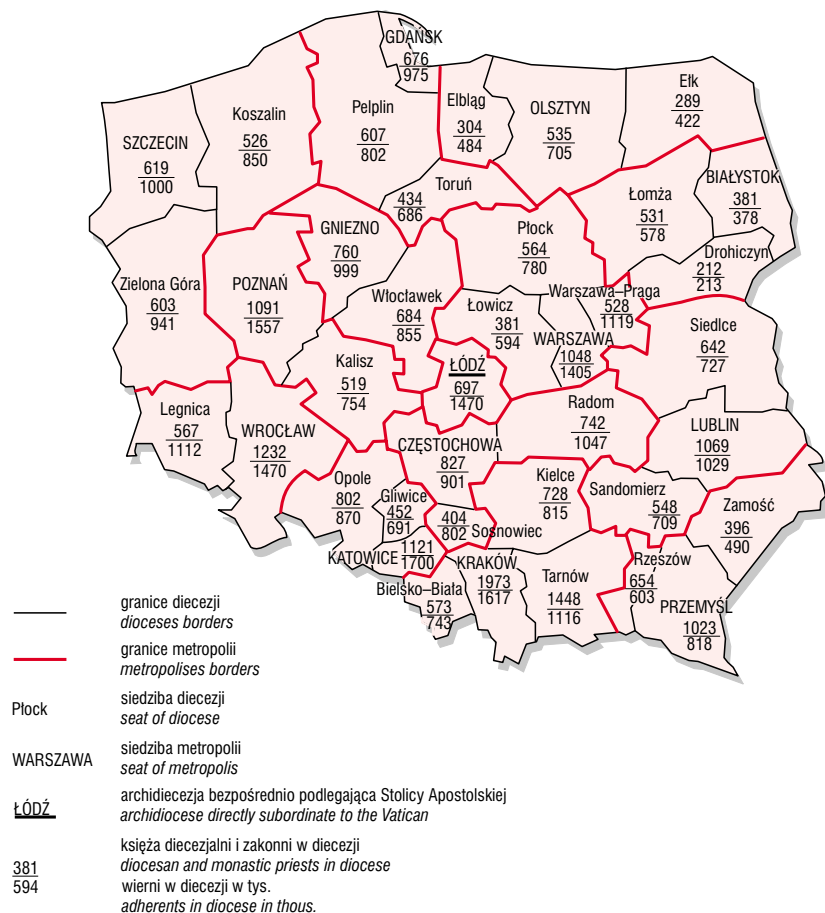 GDAŃSK
676
975
Ełk
289
422
Koszalin
526
850
Pelplin
607
802
Elbląg
304
484
OLSZTYN
535
705
SZCZECIN
619
1000
Toruń
434
686
Łomża
531
578
BIAŁYSTOK
381
378
GNIEZNO
760
999
Płock
564
780
Drohiczyn
212
213
Zielona Góra
603
941
POZNAŃ
1091
1557
Włocławek
684
855
Łowicz
381
594
Warszawa–Praga
528
1119
WARSZAWA
1048
1405
Siedlce
642
727
Kalisz
519
754
ŁÓDŹ
697
1470
Legnica
567
1112
WROCŁAW
1232
1470
Radom
742
1047
LUBLIN
1069
1029
CZĘSTOCHOWA
827
901
Opole
802
870
Gliwice
452
691
Kielce
728
815
Sandomierz
548
709
Zamość
396
490
404
802
Sosnowiec
KATOWICE
1121
1700
KRAKÓW
1973
1617
Tarnów
1448
1116
Rzeszów
654
603
Bielsko–Biała
573
743
PRZEMYŚL
1023
818
granice diecezji
dioceses borders
granice metropolii
metropolises borders
Płock
siedziba diecezji
seat of diocese
WARSZAWA
siedziba metropolii
seat of metropolis
ŁÓDŹ
archidiecezja bezpośrednio podlegająca Stolicy Apostolskiej
archidiocese directly subordinate to the Vatican
381
594
księża diecezjalni i zakonni w diecezji
diocesan and monastic priests in diocese
wierni w diecezji w tys.
adherents in diocese in thous.